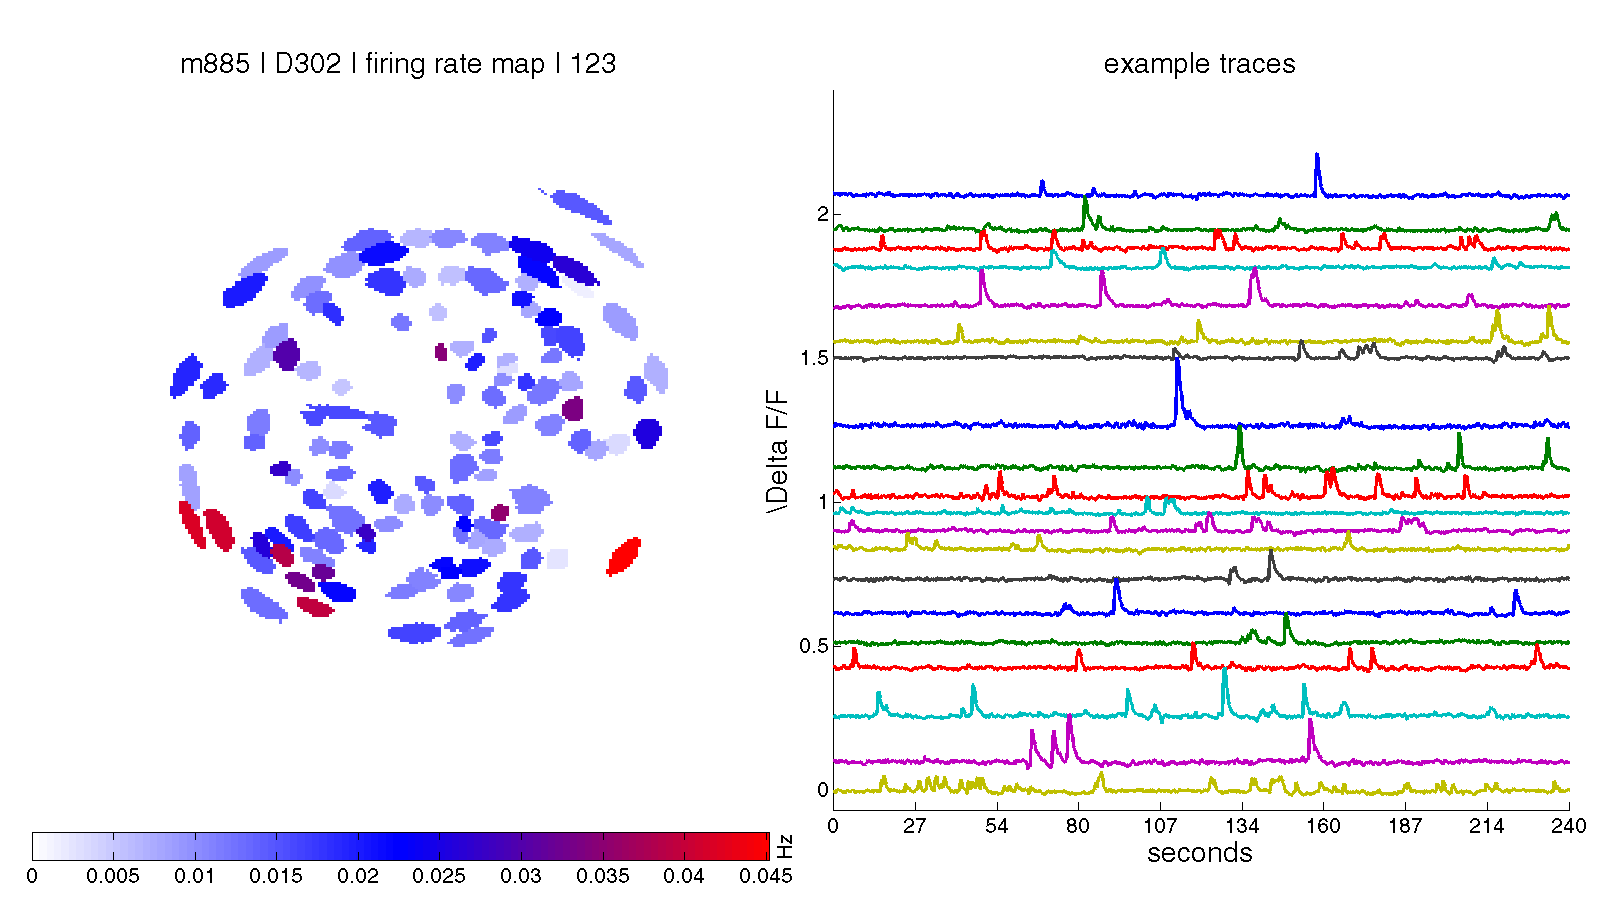 m885 | D302 | firing rate map | 123
0 0.005 0.01 0.015 0.02 0.025 0.03 0.035 0.04 0.045
Hz
example traces
\Delta F/F
2
1.5
1
0.5
0
0 27 54 80 107 134 160 187 214 240
seconds